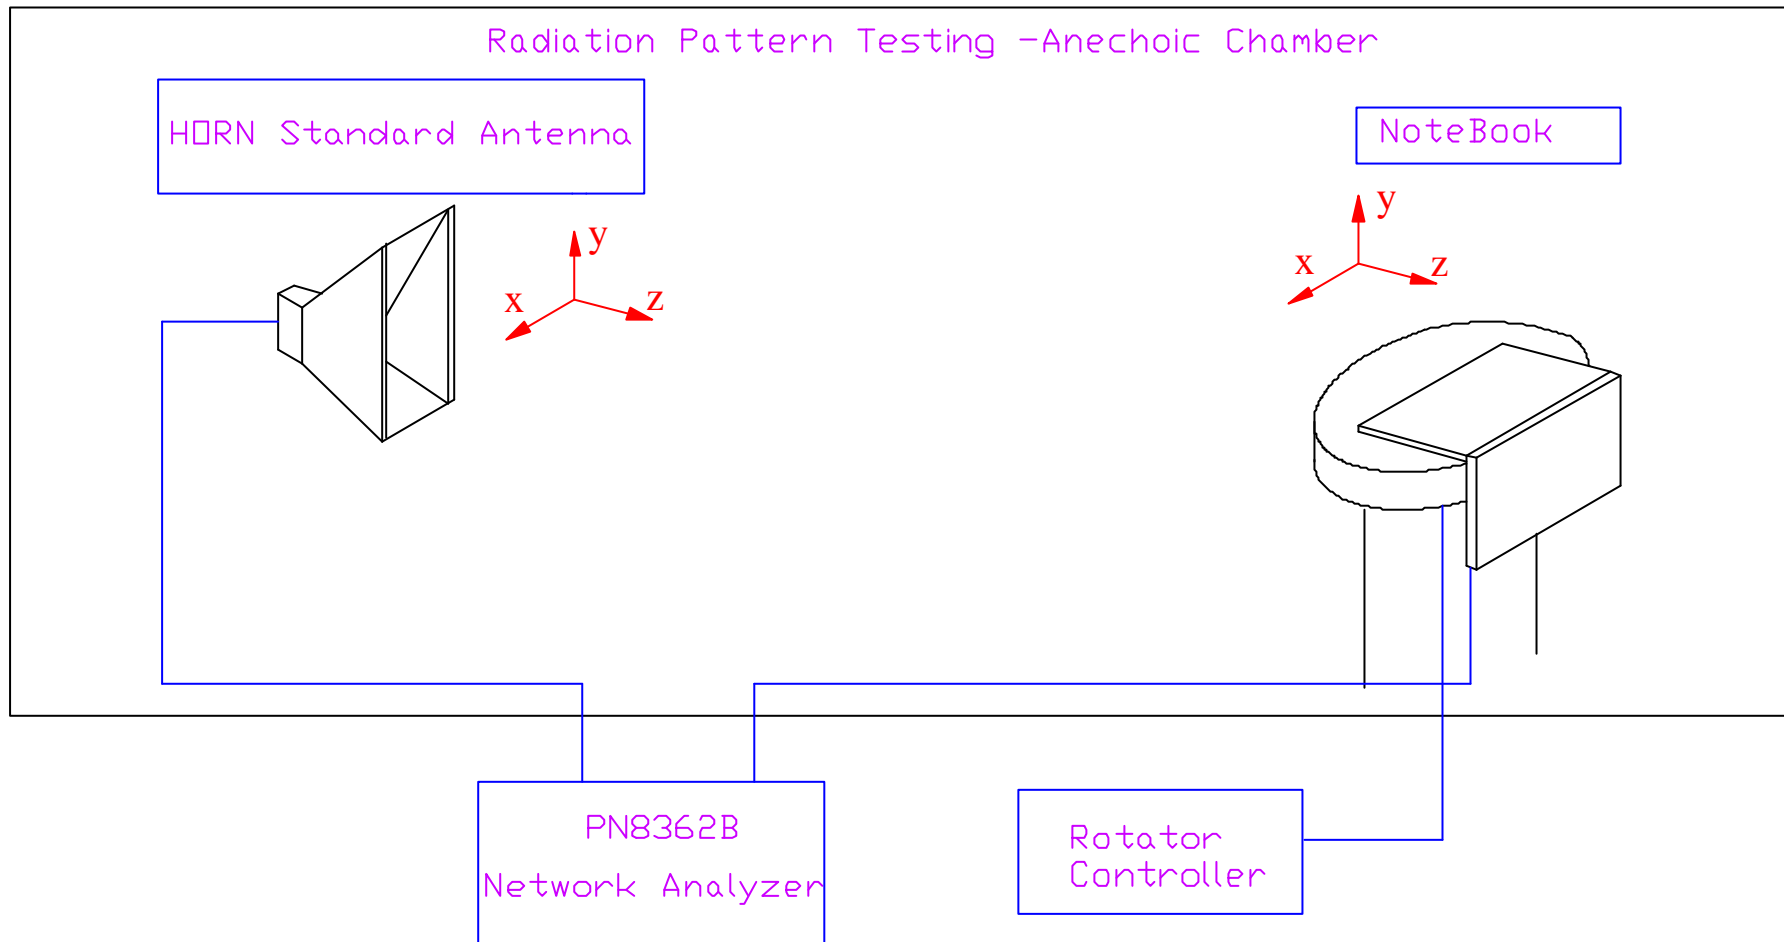 Radiation Pattern Testing -Anechoic Chamber
HORN Standard Antenna
NoteBook
y
x
z
y
x
z
PN8362B
Network Analyzer
Rotator
Controller